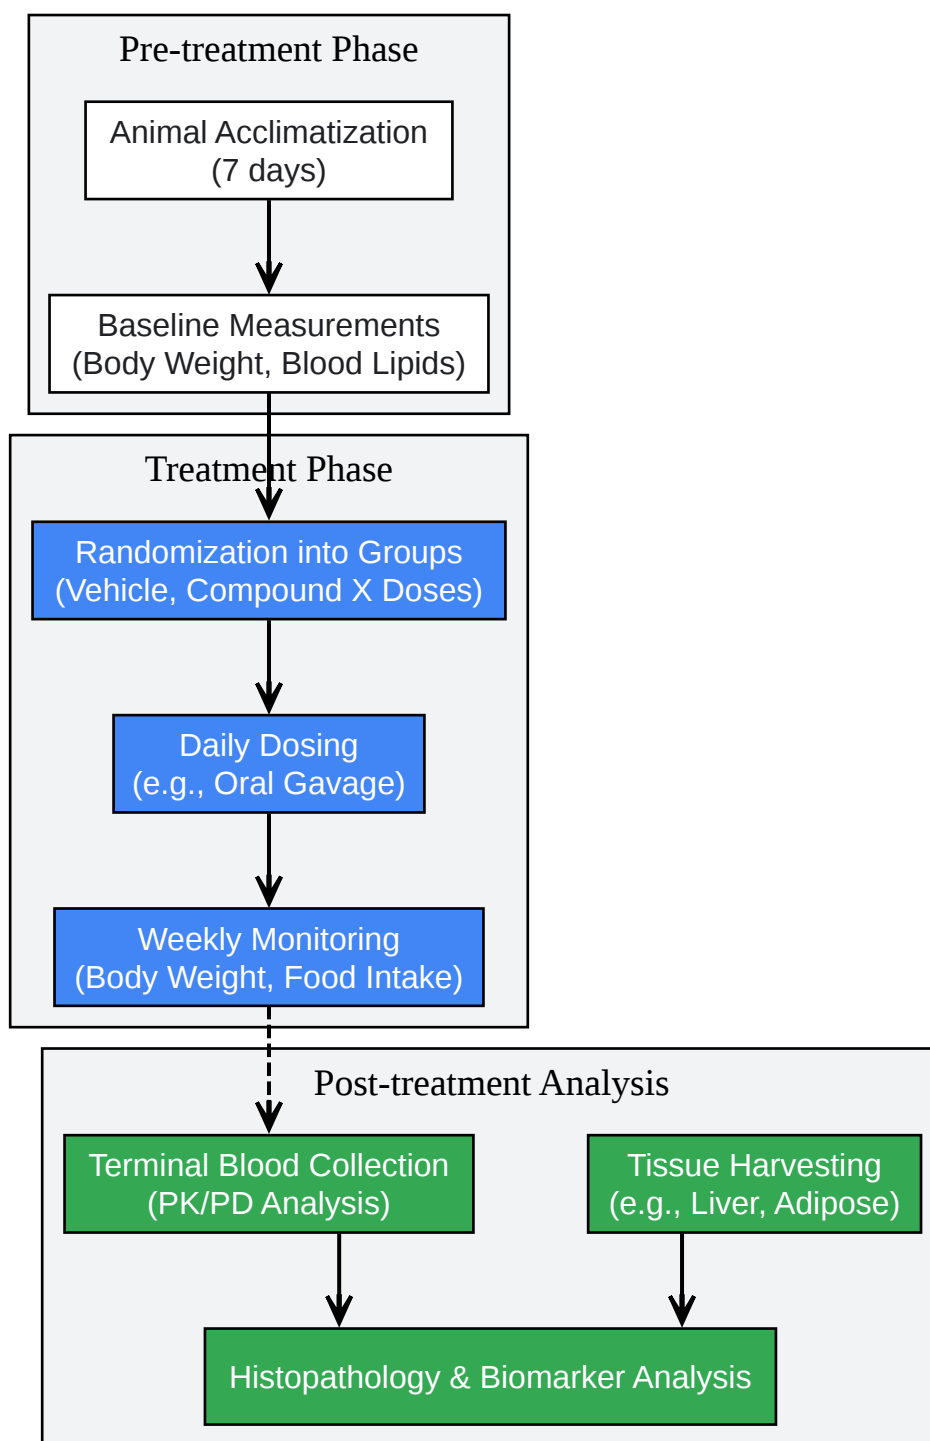 Pre-treatment Phase
Animal Acclimatization
(7 days)
Baseline Measurements
(Body Weight, Blood Lipids)
Treatment Phase
Randomization into Groups
(Vehicle, Compound X Doses)
Daily Dosing
(e.g., Oral Gavage)
Weekly Monitoring
(Body Weight, Food Intake)
Post-treatment Analysis
Terminal Blood Collection
(PK/PD Analysis)
Tissue Harvesting
(e.g., Liver, Adipose)
Histopathology & Biomarker Analysis